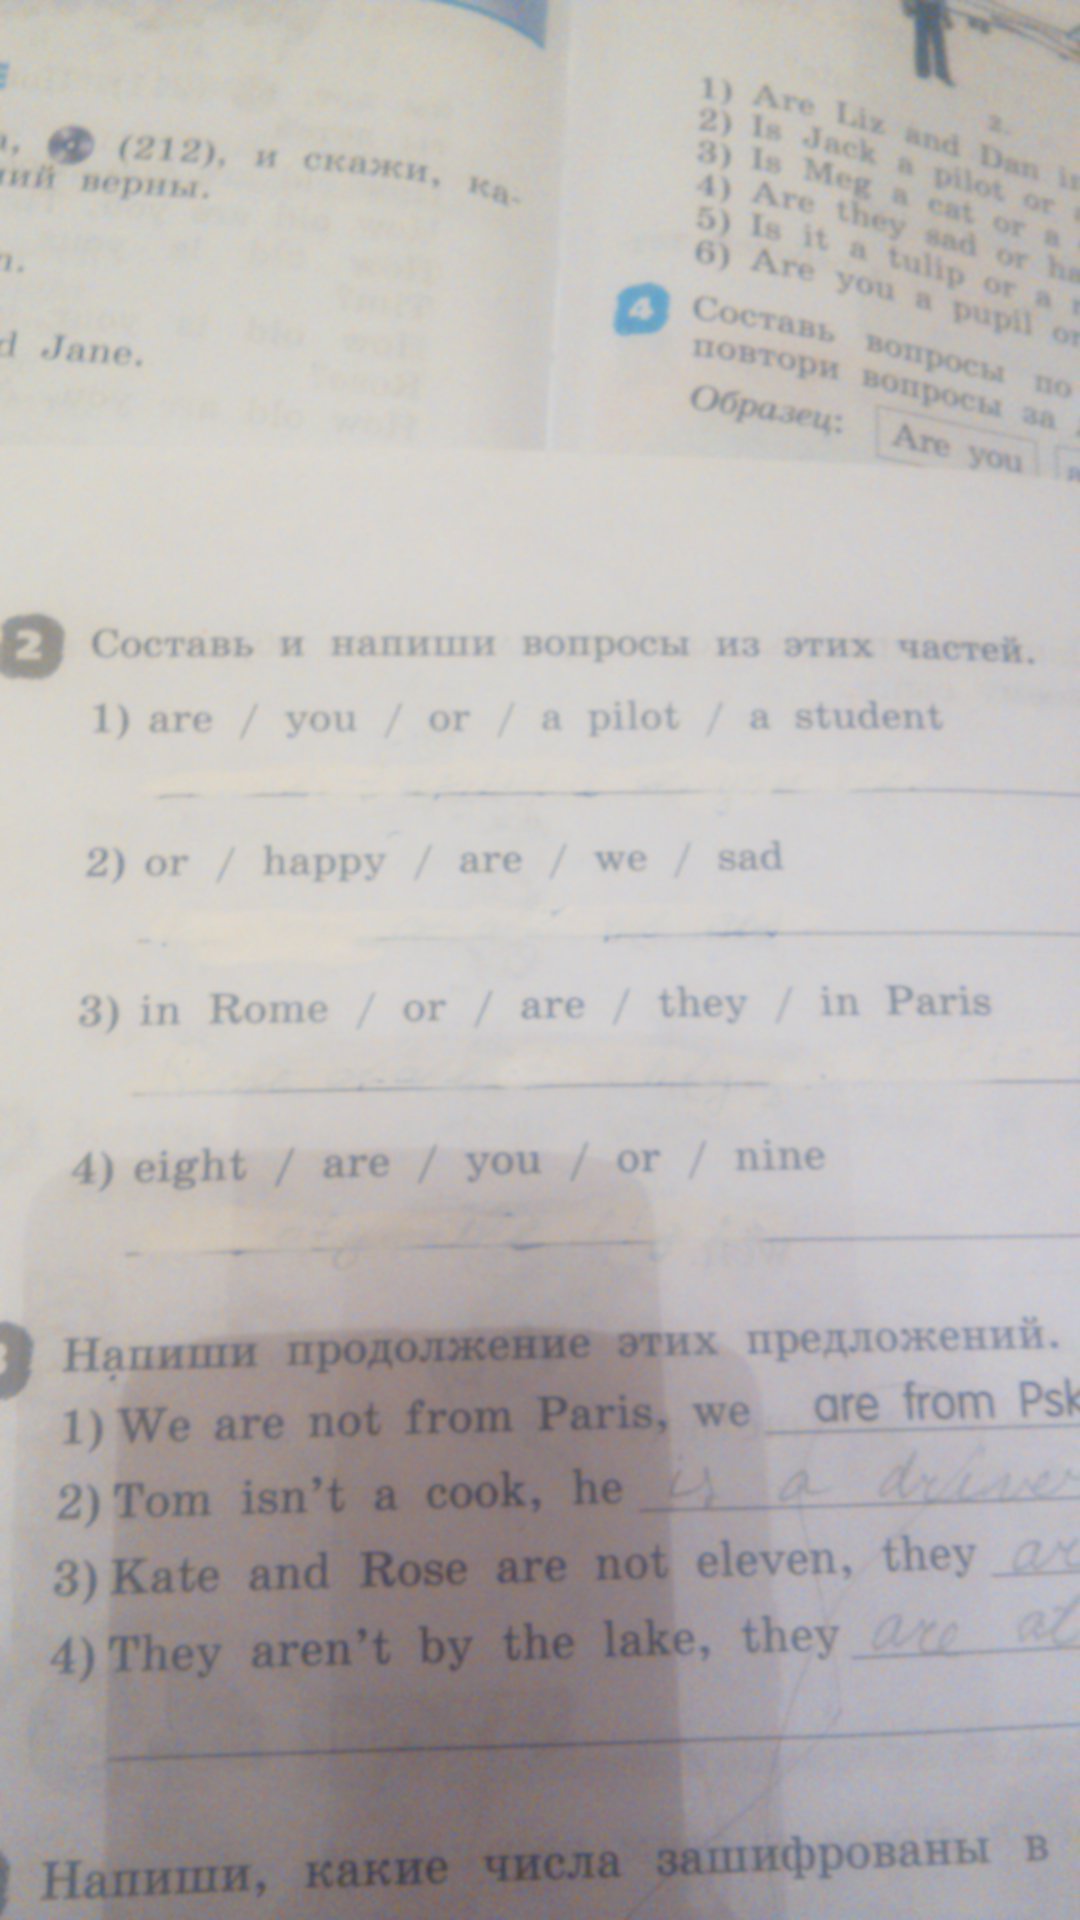 (212), и скажи, ка-
верны.
Jane.
1) Are Liz and Dan
2) Is Jack a pilot or
3) Is Meg a cat or a
4) Are they sad or
5) Is it a tulip or a
6) Are you a pupil or
4 Составь вопросы по
повтори вопросы за
Образец: Are you
2 Составь и напиши вопросы из этих частей.
1) are / you / or / a pilot / a student
2) or / happy / are / we / sad
3) in Rome / or / are / they / in Paris
4) eight / are / you / or / nine
Напиши продолжение этих предложений.
1) We are not from Paris, we are from Psk
2) Tom isn't a cook, he is a driver
3) Kate and Rose are not eleven, they ar
4) They aren't by the lake, they are at
Напиши, какие числа зашифрованы в